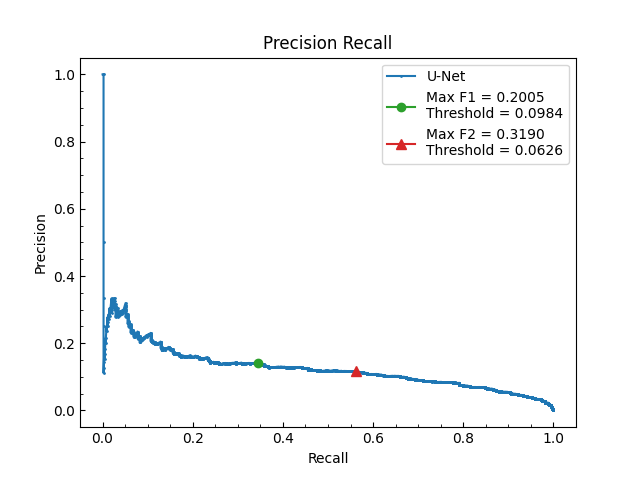 Precision Recall
1.0
0.8
0.6
0.4
0.2
0.0
Precision
0.0 0.2 0.4 0.6 0.8 1.0
Recall
U-Net
Max F1 = 0.2005
Threshold = 0.0984
Max F2 = 0.3190
Threshold = 0.0626